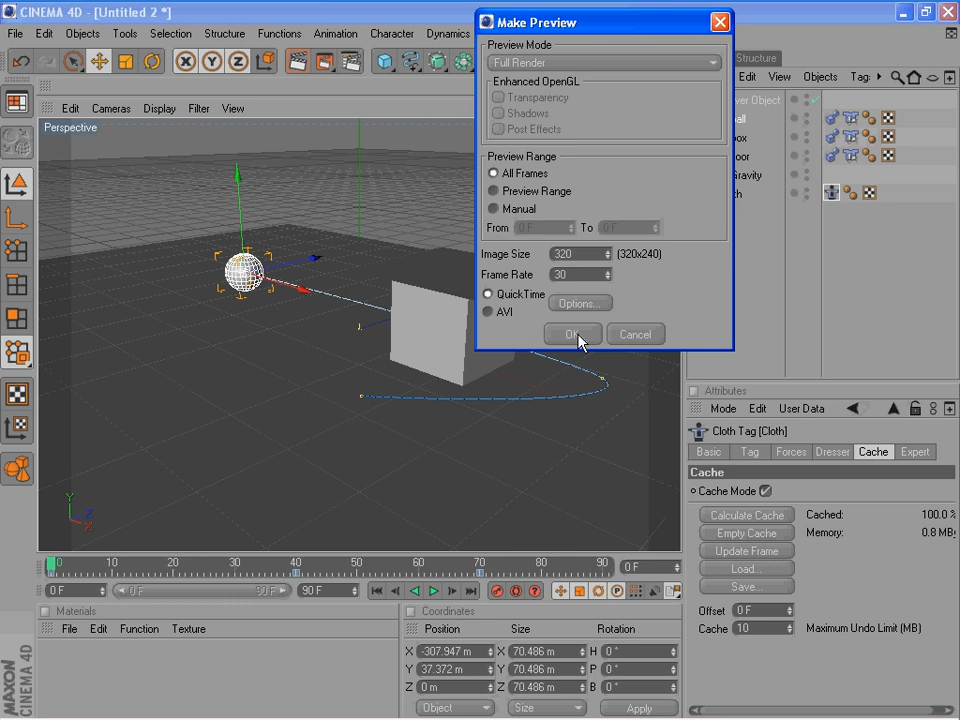 CINEMA 4D - [Untitled 2 *]
File Edit Objects Tools Selection Structure Functions Animation Character Dynamics
Edit Cameras Display Filter View
Perspective
Make Preview
Preview Mode
Full Render
Enhanced OpenGL
Transparency
Shadows
Post Effects
Preview Range
All Frames
Preview Range
Manual
From 0 F To 0 F
Image Size 320 (320x240)
Frame Rate 30
QuickTime
AVI
Options...
OK Cancel
Structure
Edit View Objects Tag
ver Object
all
ox
oor
Gravity
th
Attributes
Mode Edit User Data
Cloth Tag [Cloth]
Basic Tag Forces Dresser Cache Expert
Cache
Cache Mode
Calculate Cache Cached: 100.0 %
Empty Cache Memory: 0.8 MB
Update Frame
Load...
Save...
Offset 0 F
Cache 10 Maximum Undo Limit (MB)
Y
Z
X
0 10 20 30 40 50 60 70 80 90 0 F
0 F 0 F 90 F 90 F
Materials
File Edit Function Texture
Coordinates
Position Size Rotation
X -307.947 m X 70.486 m H 0 °
Y 37.372 m Y 70.486 m P 0 °
Z 0 m Z 70.486 m B 0 °
Object Size Apply
MAXON
CINEMA 4D